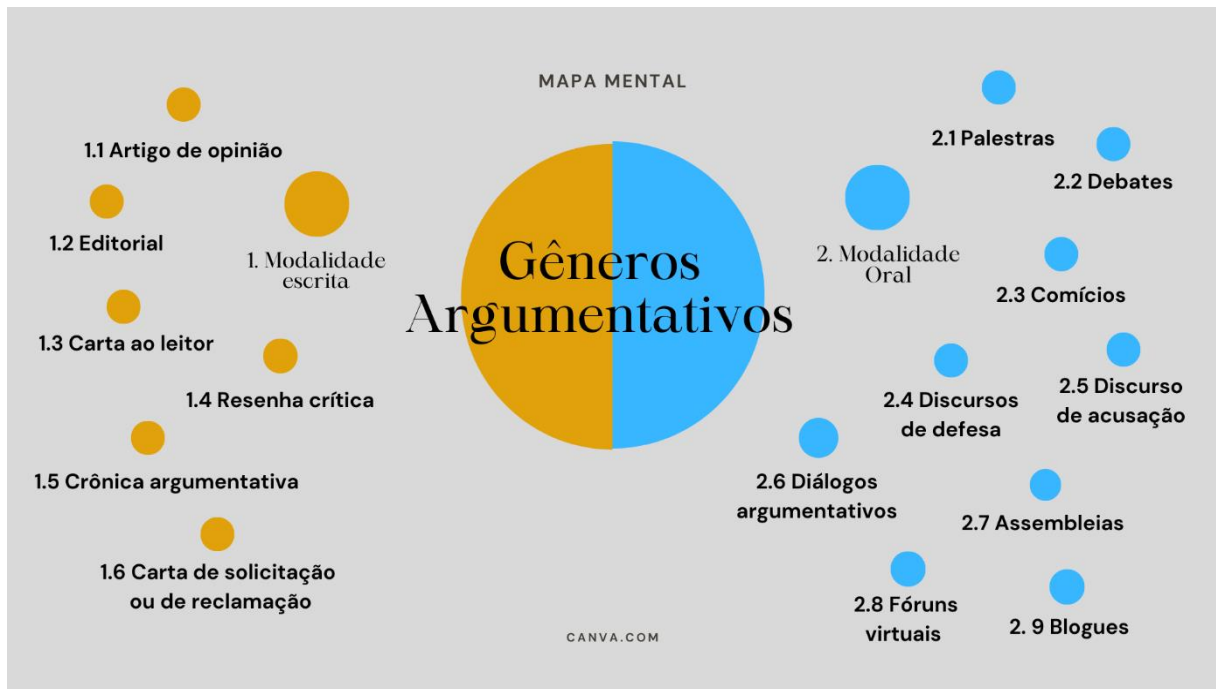 MAPA MENTAL
1.1 Artigo de opinião
1.2 Editorial
1. Modalidade
escrita
1.3 Carta ao leitor
1.4 Resenha crítica
1.5 Crônica argumentativa
1.6 Carta de solicitação
ou de reclamação
Gêneros
Argumentativos
2. Modalidade
Oral
2.1 Palestras
2.2 Debates
2.3 Comícios
2.4 Discursos
de defesa
2.5 Discurso
de acusação
2.6 Diálogos
argumentativos
2.7 Assembleias
2.8 Fóruns
virtuais
2. 9 Blogues
CANVA.COM